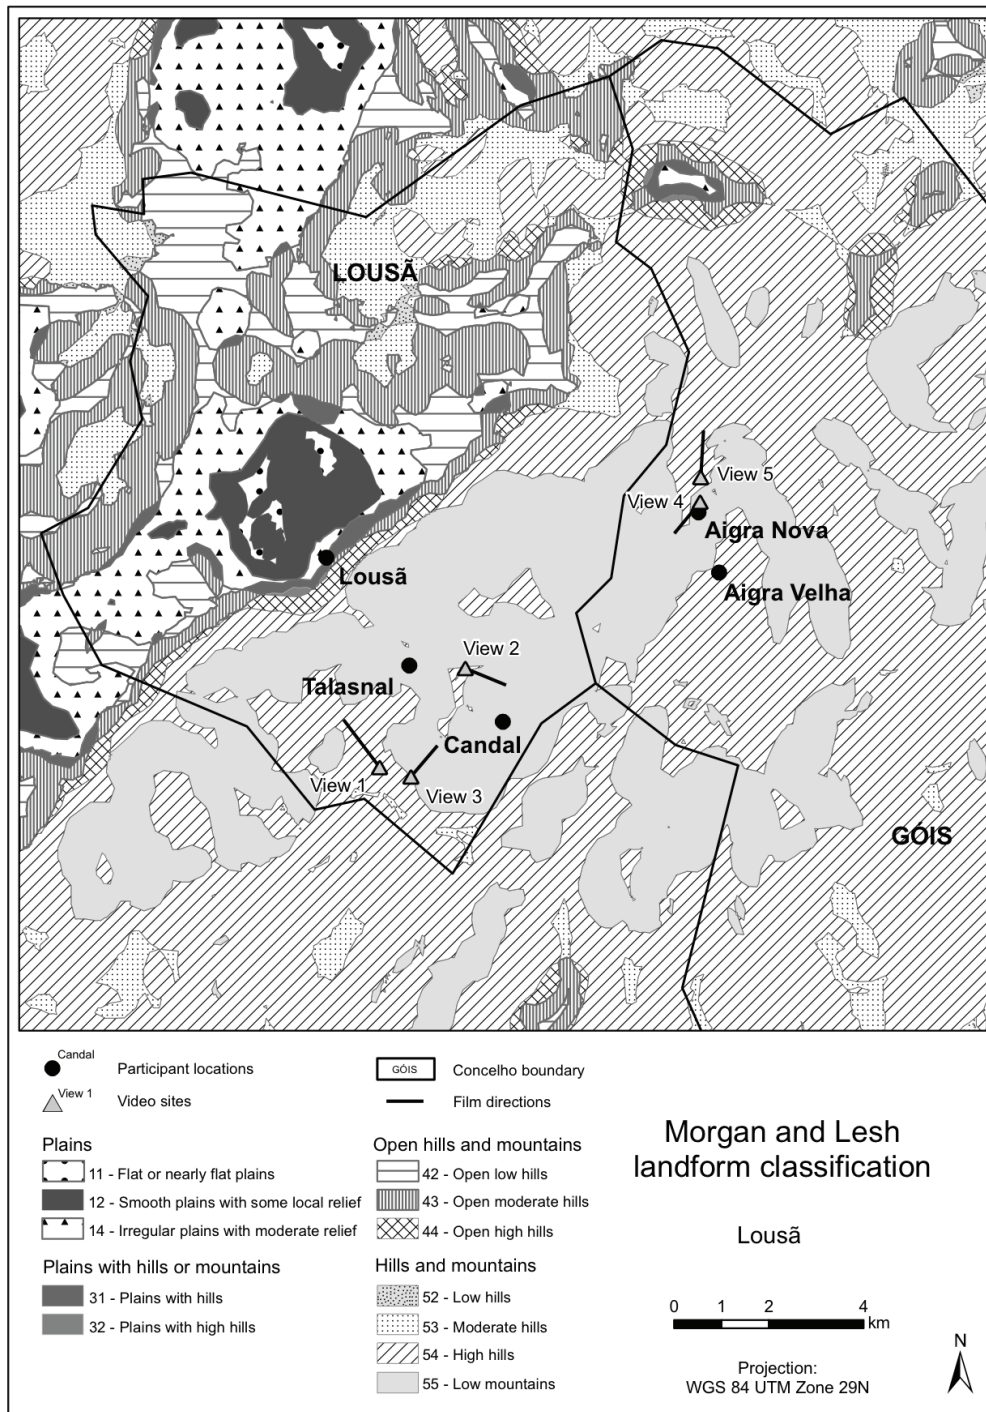 LOUSÃ
View 5
View 4
Aigra Nova
Lousã
Aigra Velha
View 2
Talasnal
Candal
View 1
View 3
GÓIS
Candal
Participant locations
View 1
Video sites
GÓIS
Concelho boundary
Film directions
Plains
11 - Flat or nearly flat plains
12 - Smooth plains with some local relief
14 - Irregular plains with moderate relief
Plains with hills or mountains
31 - Plains with hills
32 - Plains with high hills
Open hills and mountains
42 - Open low hills
43 - Open moderate hills
44 - Open high hills
Hills and mountains
52 - Low hills
53 - Moderate hills
54 - High hills
55 - Low mountains
Morgan and Lesh
landform classification
Lousã
0 1 2 4
km
Projection:
WGS 84 UTM Zone 29N
N